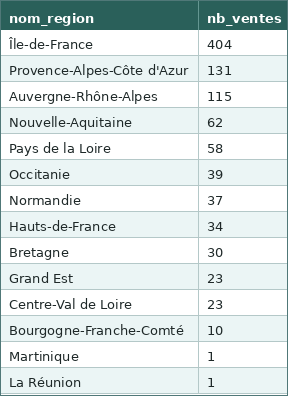 nom_region nb_ventes
Île-de-France 404
Provence-Alpes-Côte d'Azur 131
Auvergne-Rhône-Alpes 115
Nouvelle-Aquitaine 62
Pays de la Loire 58
Occitanie 39
Normandie 37
Hauts-de-France 34
Bretagne 30
Grand Est 23
Centre-Val de Loire 23
Bourgogne-Franche-Comté 10
Martinique 1
La Réunion 1